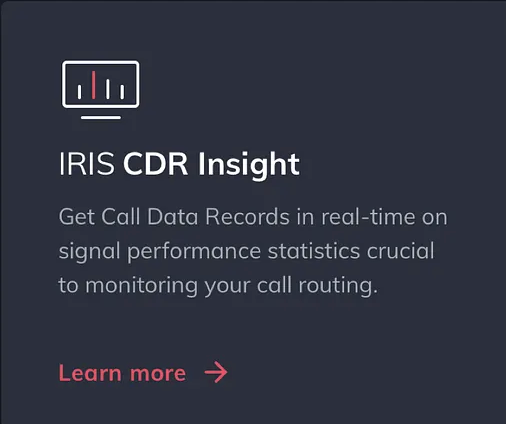 IRIS CDR Insight
Get Call Data Records in real-time on
signal performance statistics crucial
to monitoring your call routing.
Learn more